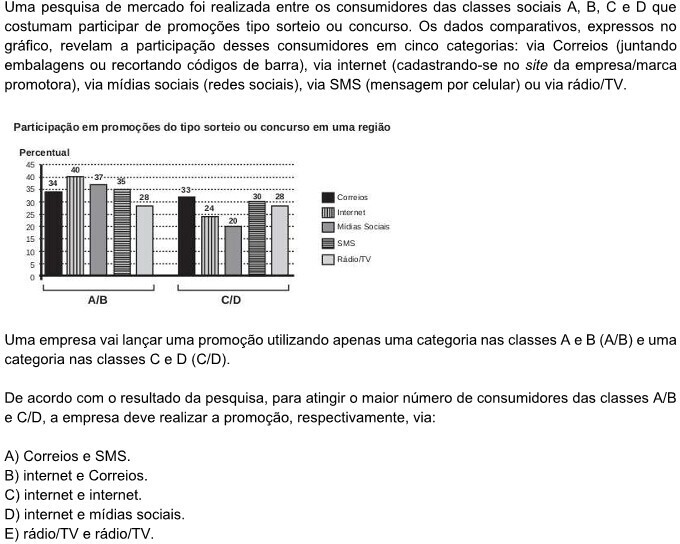 Uma pesquisa de mercado foi realizada entre os consumidores das classes sociais A, B, C e D que
costumam participar de promoções tipo sorteio ou concurso. Os dados comparativos, expressos no
gráfico, revelam a participação desses consumidores em cinco categorias: via Correios (juntando
embalagens ou recortando códigos de barra), via internet (cadastrando-se no site da empresa/marca
promotora), via mídias sociais (redes sociais), via SMS (mensagem por celular) ou via rádio/TV.
Participação em promoções do tipo sorteio ou concurso em uma região
Percentual
45
40
35
30
25
20
15
10
5
0
34
40
37
35
28
33
24
20
30
28
A/B
C/D
Correios
Internet
Mídias Sociais
SMS
Rádio/TV
Uma empresa vai lançar uma promoção utilizando apenas uma categoria nas classes A e B (A/B) e uma
categoria nas classes C e D (C/D).
De acordo com o resultado da pesquisa, para atingir o maior número de consumidores das classes A/B
e C/D, a empresa deve realizar a promoção, respectivamente, via:
A) Correios e SMS.
B) internet e Correios.
C) internet e internet.
D) internet e mídias sociais.
E) rádio/TV e rádio/TV.